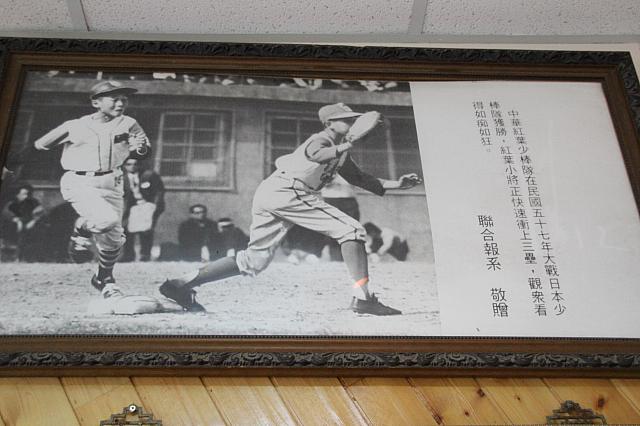 中華紅葉少棒隊在民國五十七年大戰日本少
棒隊獲勝，紅葉小將正快速衝上三壘，觀衆看
得如痴如狂。
聯合報系　敬贈